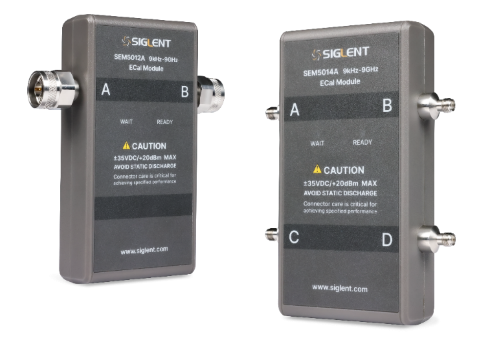 SIGLENT
SEM5012A 9kHz-9GHz
ECal Module
A B
WAIT READY
CAUTION
±35VDC/+20dBm MAX
AVOID STATIC DISCHARGE
Connector care is critical for
achieving specified performance
www.siglent.com
SIGLENT
SEM5014A 9kHz-9GHz
ECal Module
A B
WAIT READY
CAUTION
±35VDC/+20dBm MAX
AVOID STATIC DISCHARGE
Connector care is critical for
achieving specified performance
C D
www.siglent.com